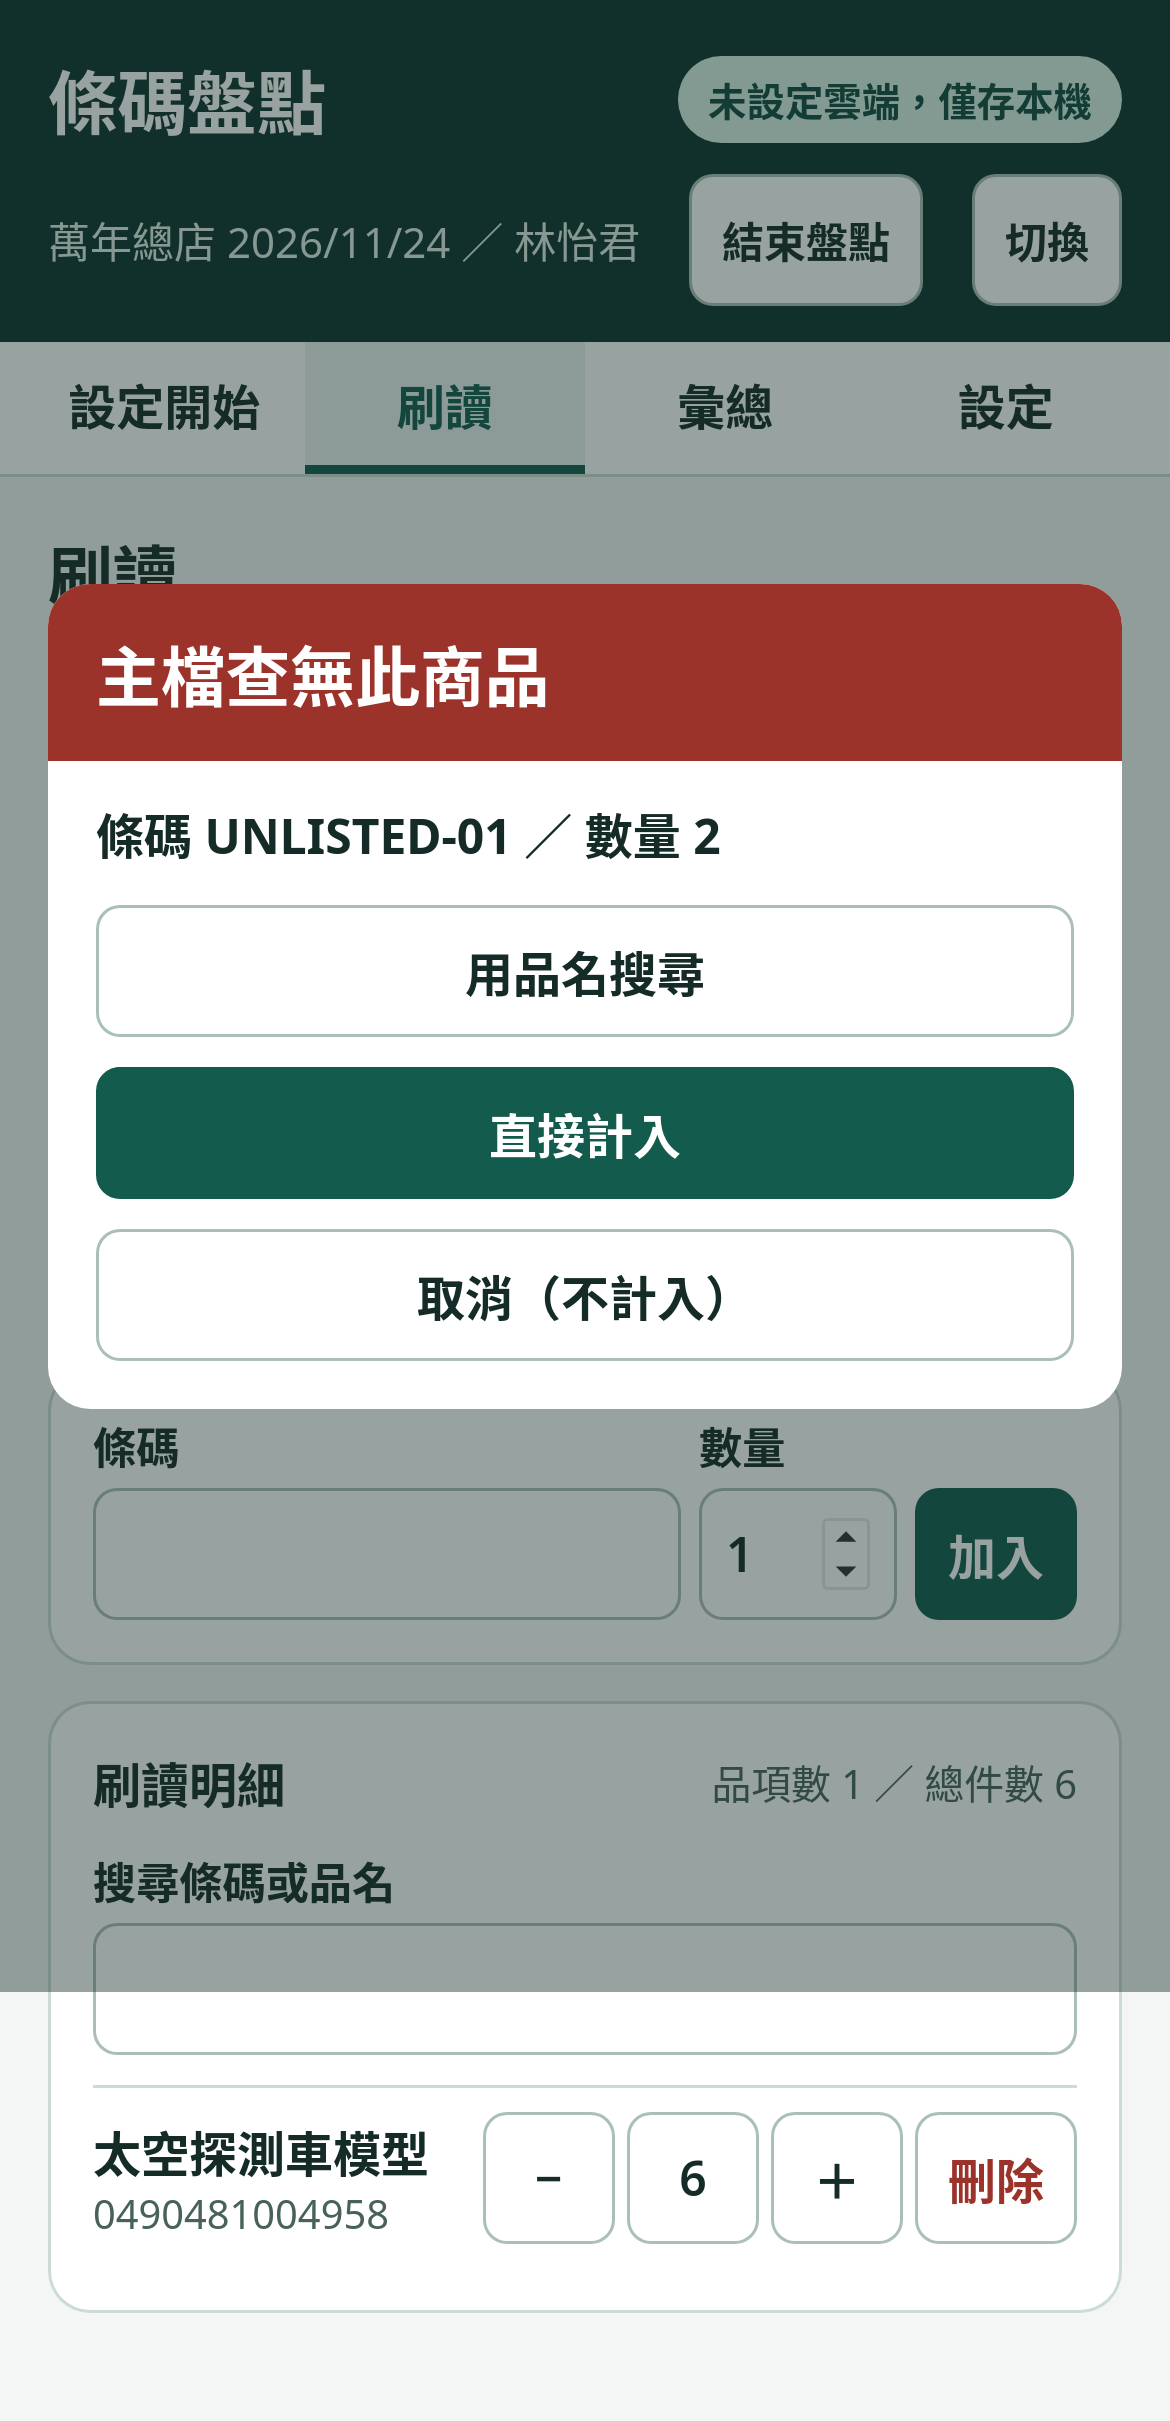 條碼盤點
未設定雲端，僅存本機
萬年總店 2026/11/24 ／ 林怡君
結束盤點
切換
設定開始
刷讀
彙總
設定
刷讀
主檔查無此商品
條碼 UNLISTED-01 ／ 數量 2
用品名搜尋
直接計入
取消（不計入）
條碼
數量
1
加入
刷讀明細
品項數 1 ／ 總件數 6
搜尋條碼或品名
太空探測車模型
0490481004958
−
6
＋
刪除